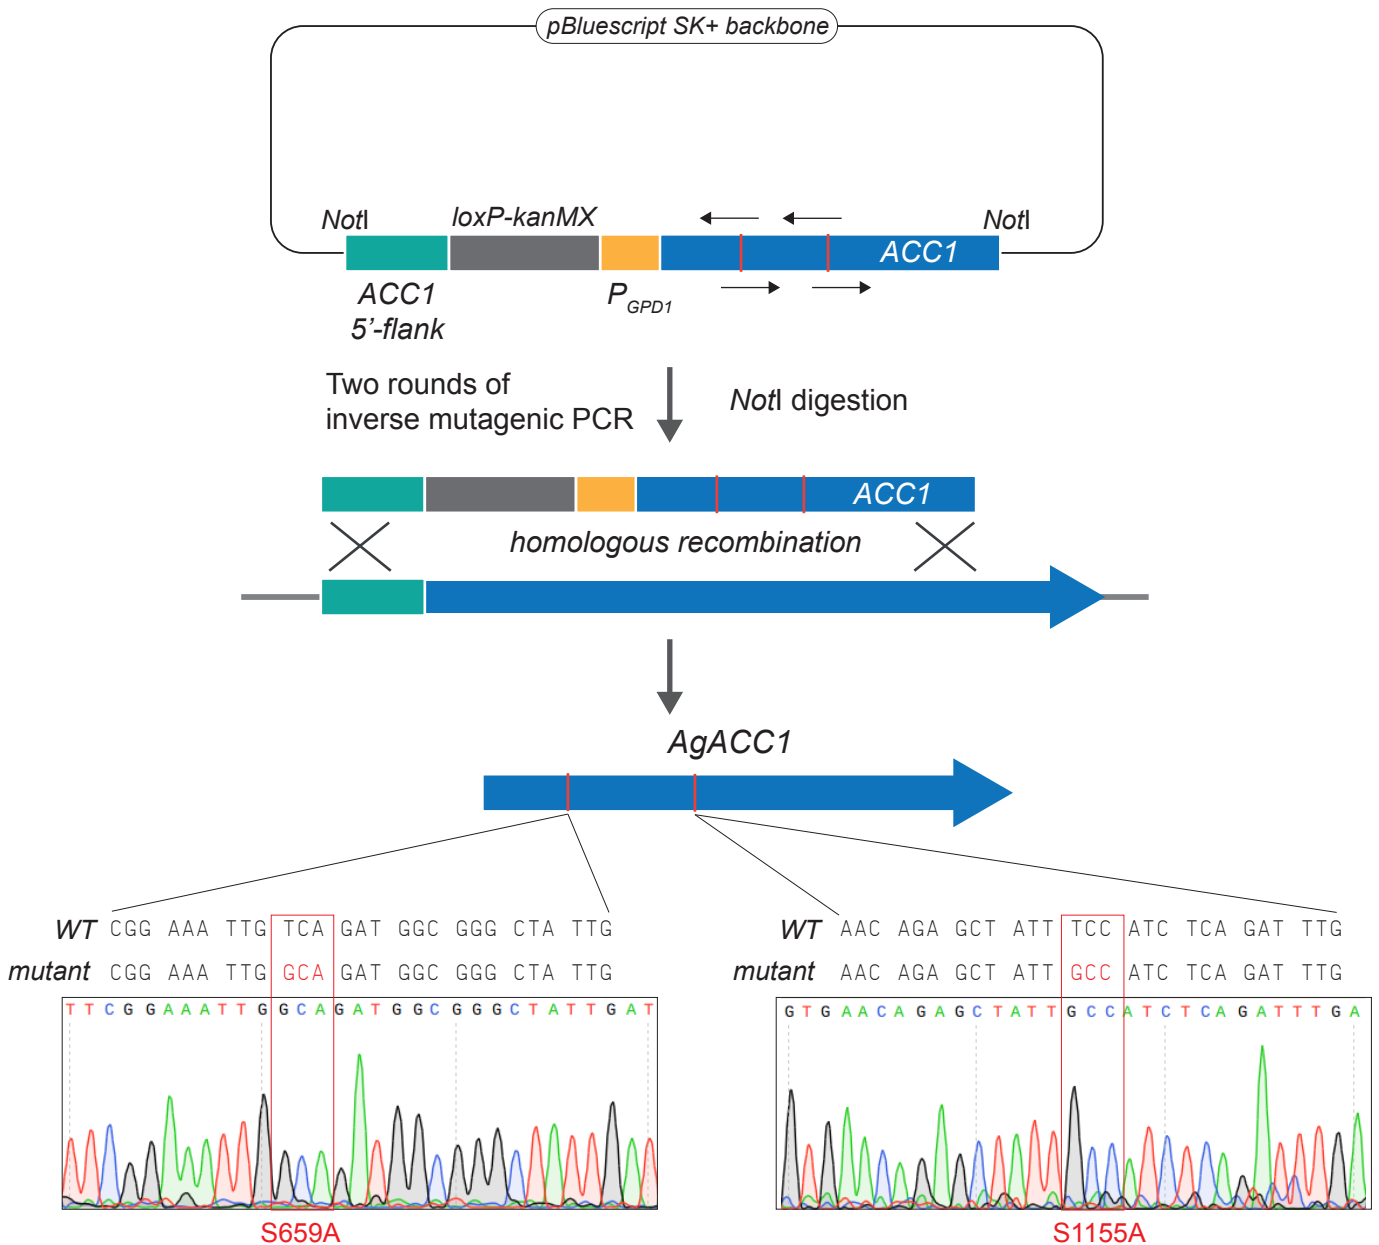 pBluescript SK+ backbone
NotI
loxP-kanMX
NotI
ACC1
ACC1
5'-flank
PGPD1
Two rounds of
inverse mutagenic PCR
NotI digestion
ACC1
homologous recombination
AgACC1
WT CGG AAA TTG TCA GAT GGC GGG CTA TTG
mutant CGG AAA TTG GCA GAT GGC GGG CTA TTG
TTCGGAAATTGGCAGATGGCGGGCTATTGAT
S659A
WT AAC AGA GCT ATT TCC ATC TCA GAT TTG
mutant AAC AGA GCT ATT GCC ATC TCA GAT TTG
GTGAACAGAGCTATTGCCATCTCAGATTTGA
S1155A